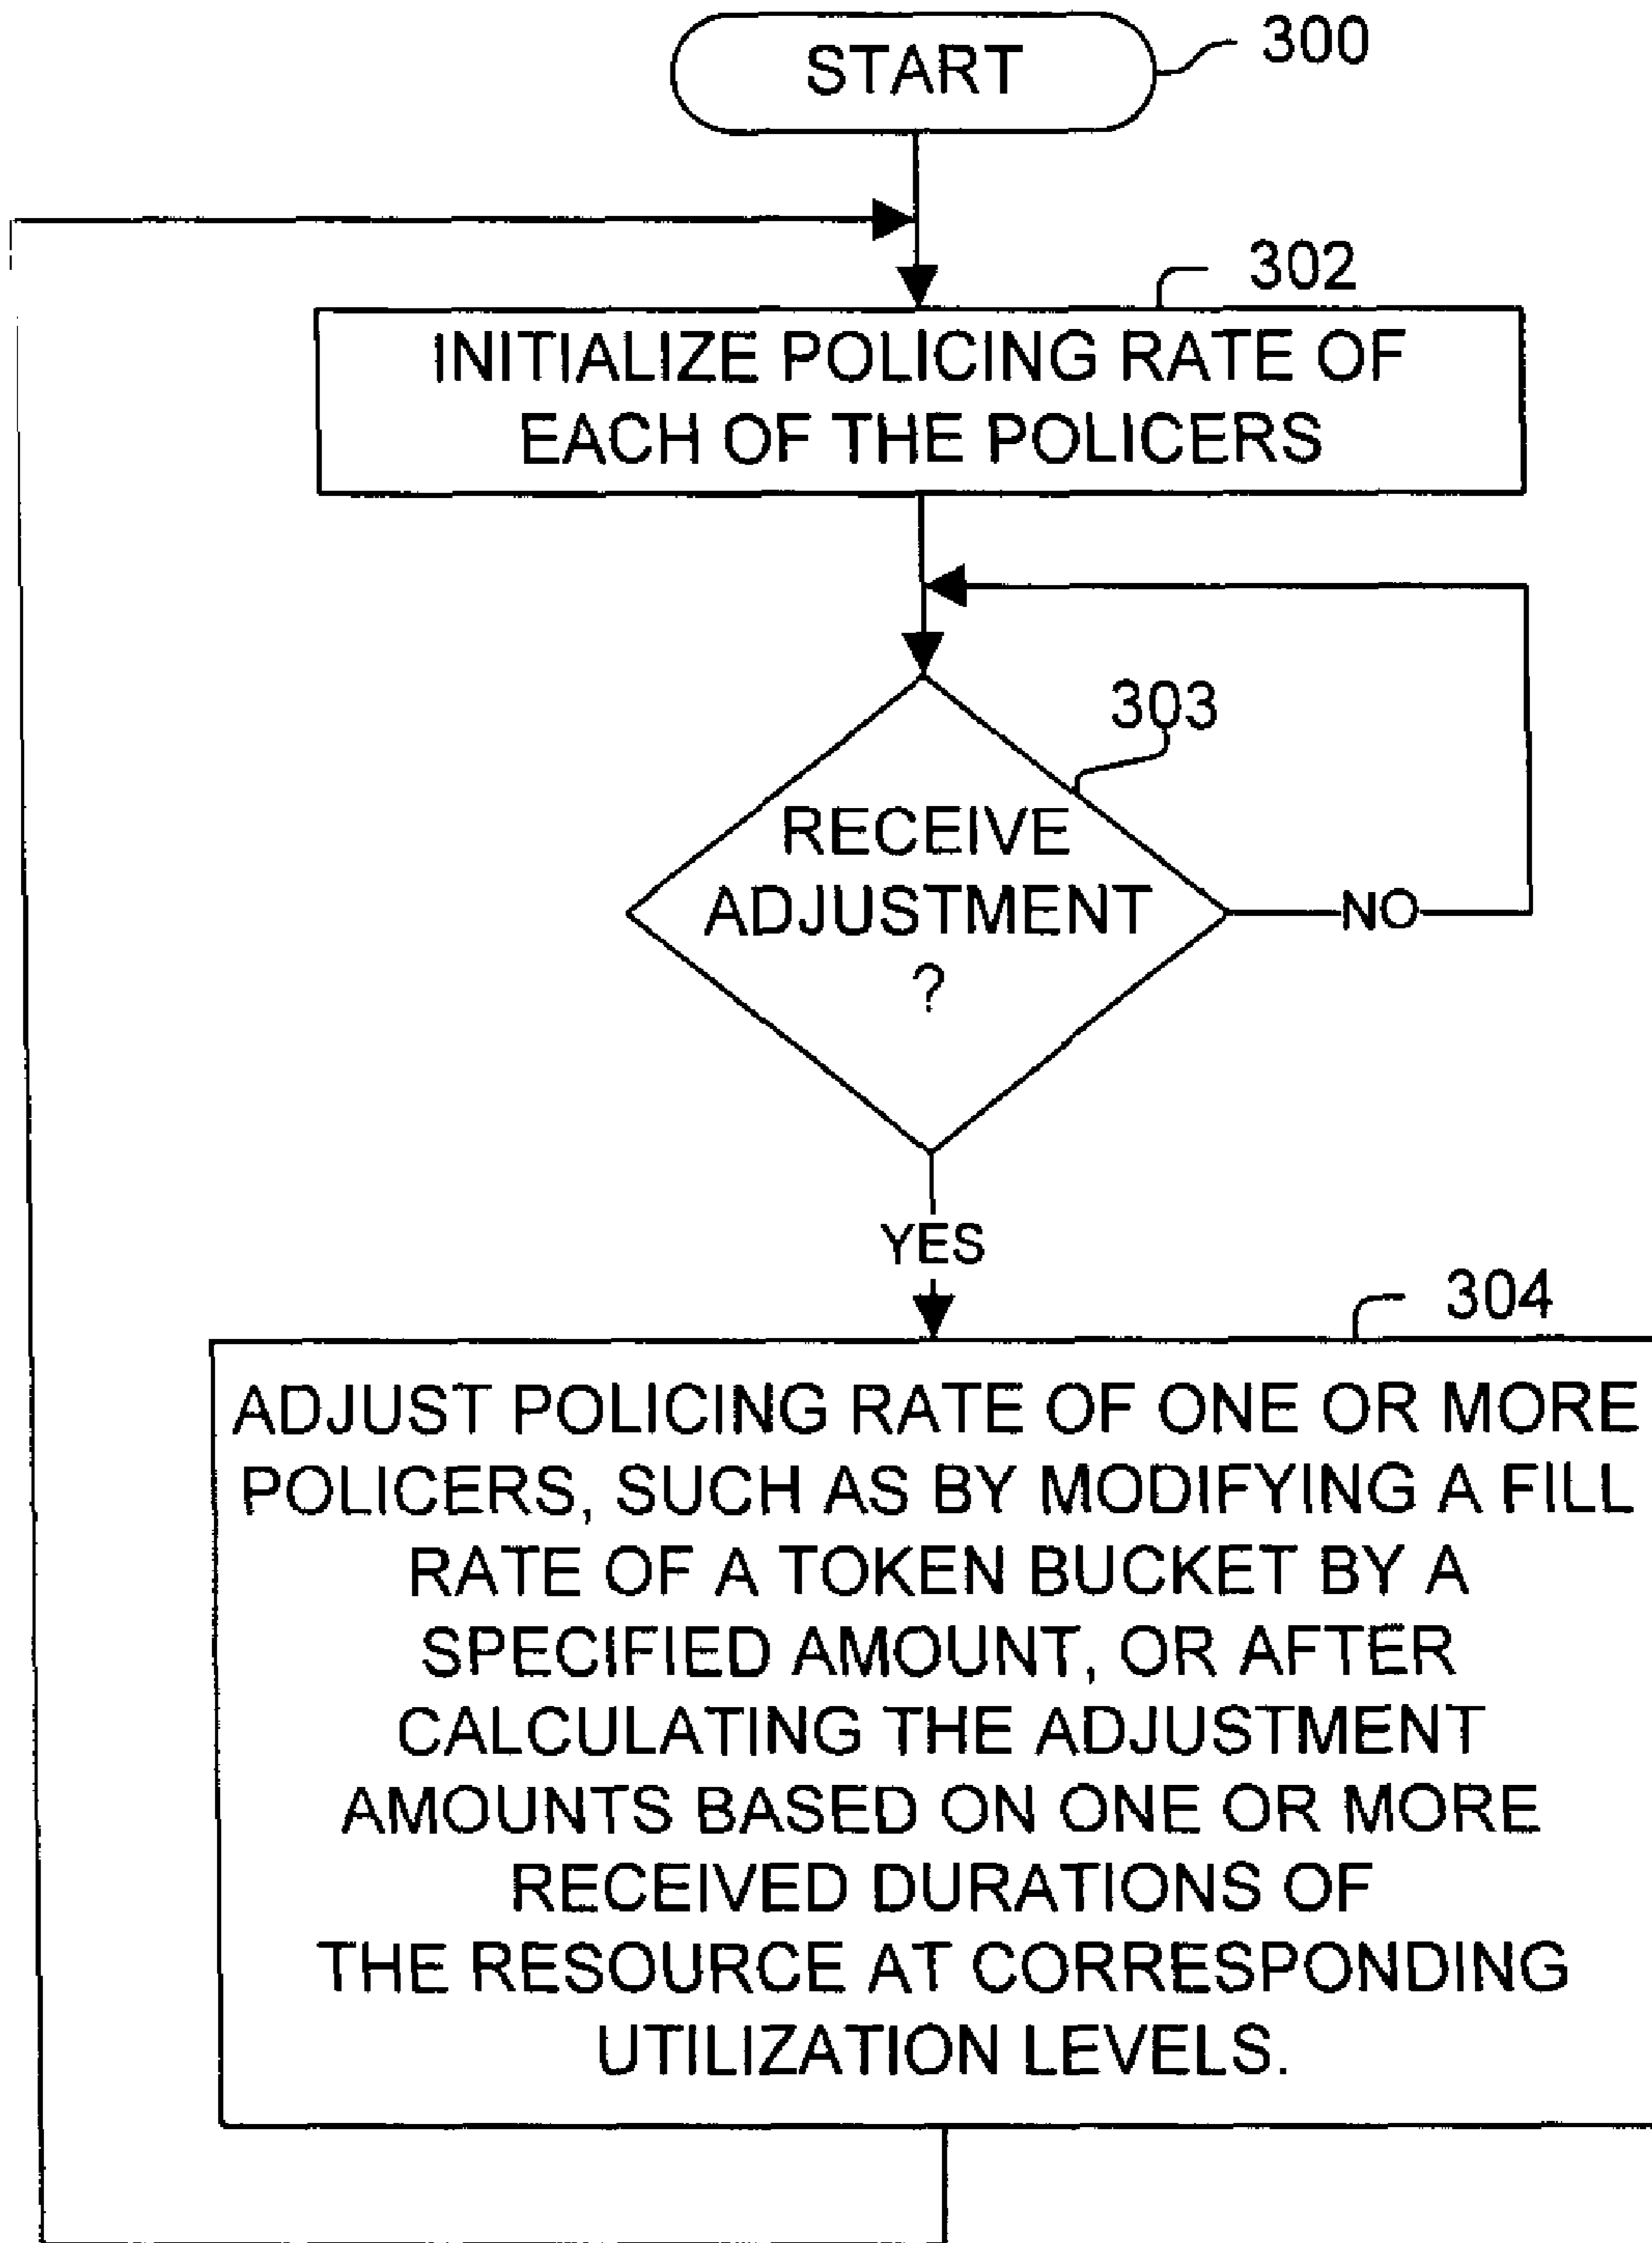 START
300
302
INITIALIZE POLICING RATE OF
EACH OF THE POLICERS
303
RECEIVE
ADJUSTMENT
?
NO
YES
304
ADJUST POLICING RATE OF ONE OR MORE
POLICERS, SUCH AS BY MODIFYING A FILL
RATE OF A TOKEN BUCKET BY A
SPECIFIED AMOUNT, OR AFTER
CALCULATING THE ADJUSTMENT
AMOUNTS BASED ON ONE OR MORE
RECEIVED DURATIONS OF
THE RESOURCE AT CORRESPONDING
UTILIZATION LEVELS.